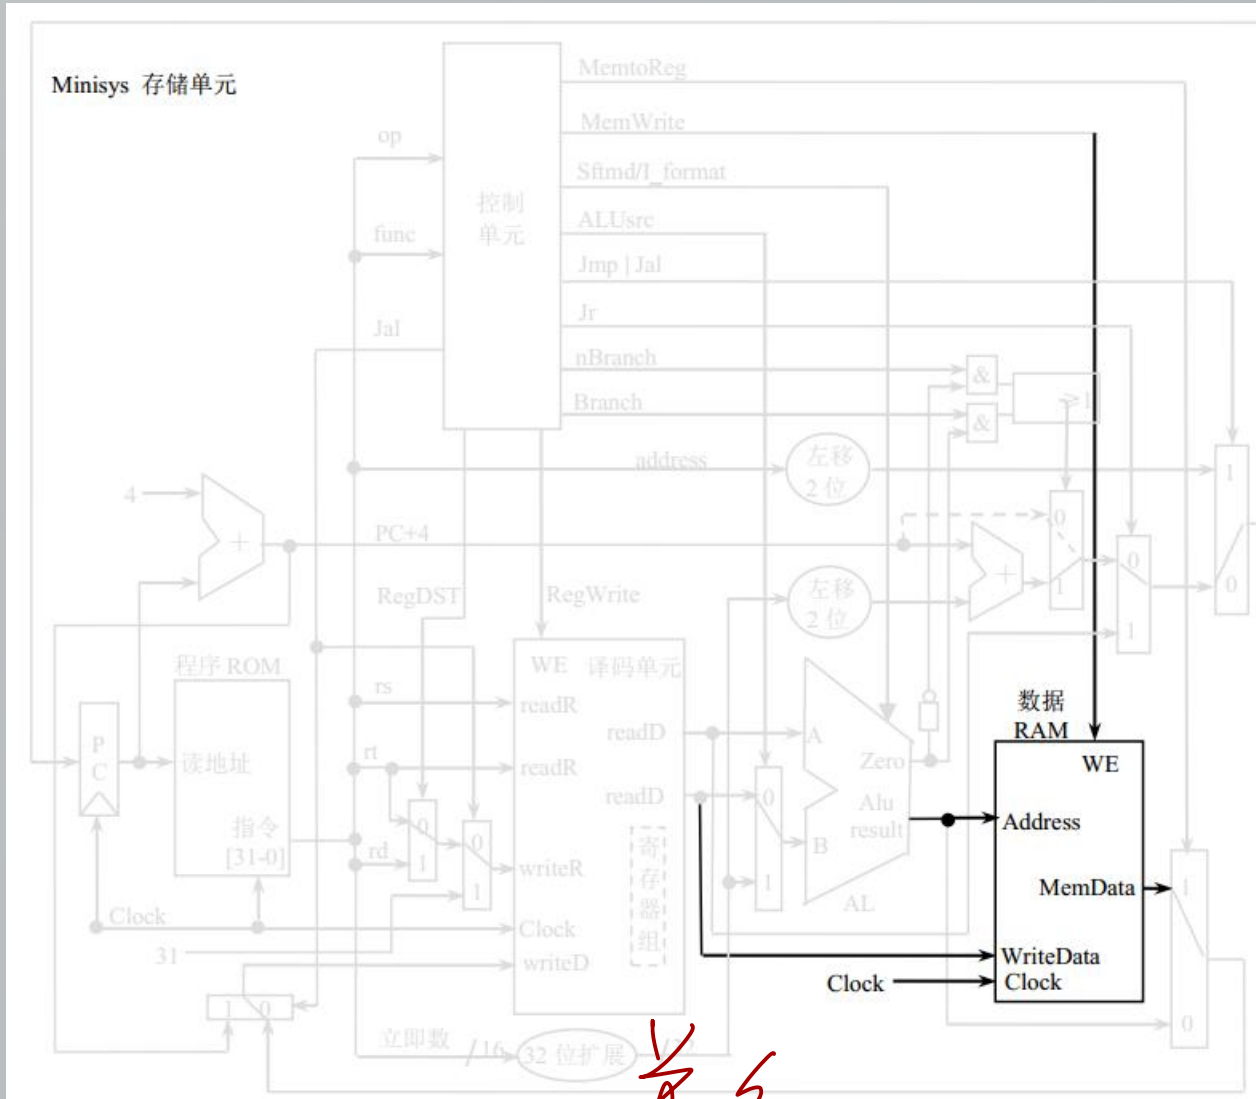 Minisys 存储单元
MemtoReg
MemWrite
op
Sftmd/I_format
控制
单元
ALUsrc
func
Jmp | Jal
Jr
Jal
nBranch
&
Branch
≥1
&
address
左移
2 位
1
4
+
PC+4
0
0
+
1
0
左移
2 位
RegDST
RegWrite
1
程序 ROM
WE 译码单元
rs
readR
数据
RAM
PC
读地址
readD
A
WE
rt
readR
Zero
readD
0
Alu
result
Address
指令
[31-0]
0
0
寄存器组
B
rd
1
writeR
1
MemData
1
1
AL
Clock
Clock
31
writeD
WriteData
Clock
Clock
1 0
0
立即数
/16
32 位扩展